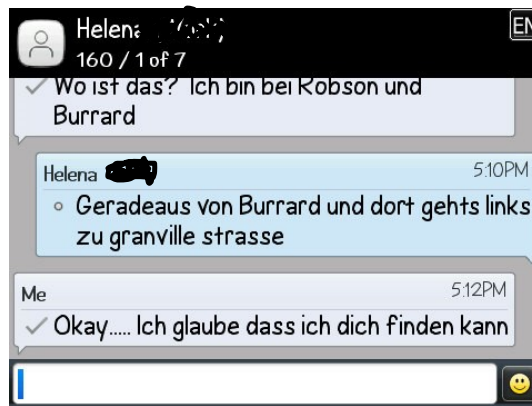 Helena
EN
160 / 1 of 7
Wo ist das? Ich bin bei Robson und
Burrard
Helena
5:10PM
Geradeaus von Burrard und dort gehts links
zu granville strasse
Me
5:12PM
Okay..... Ich glaube dass ich dich finden kann